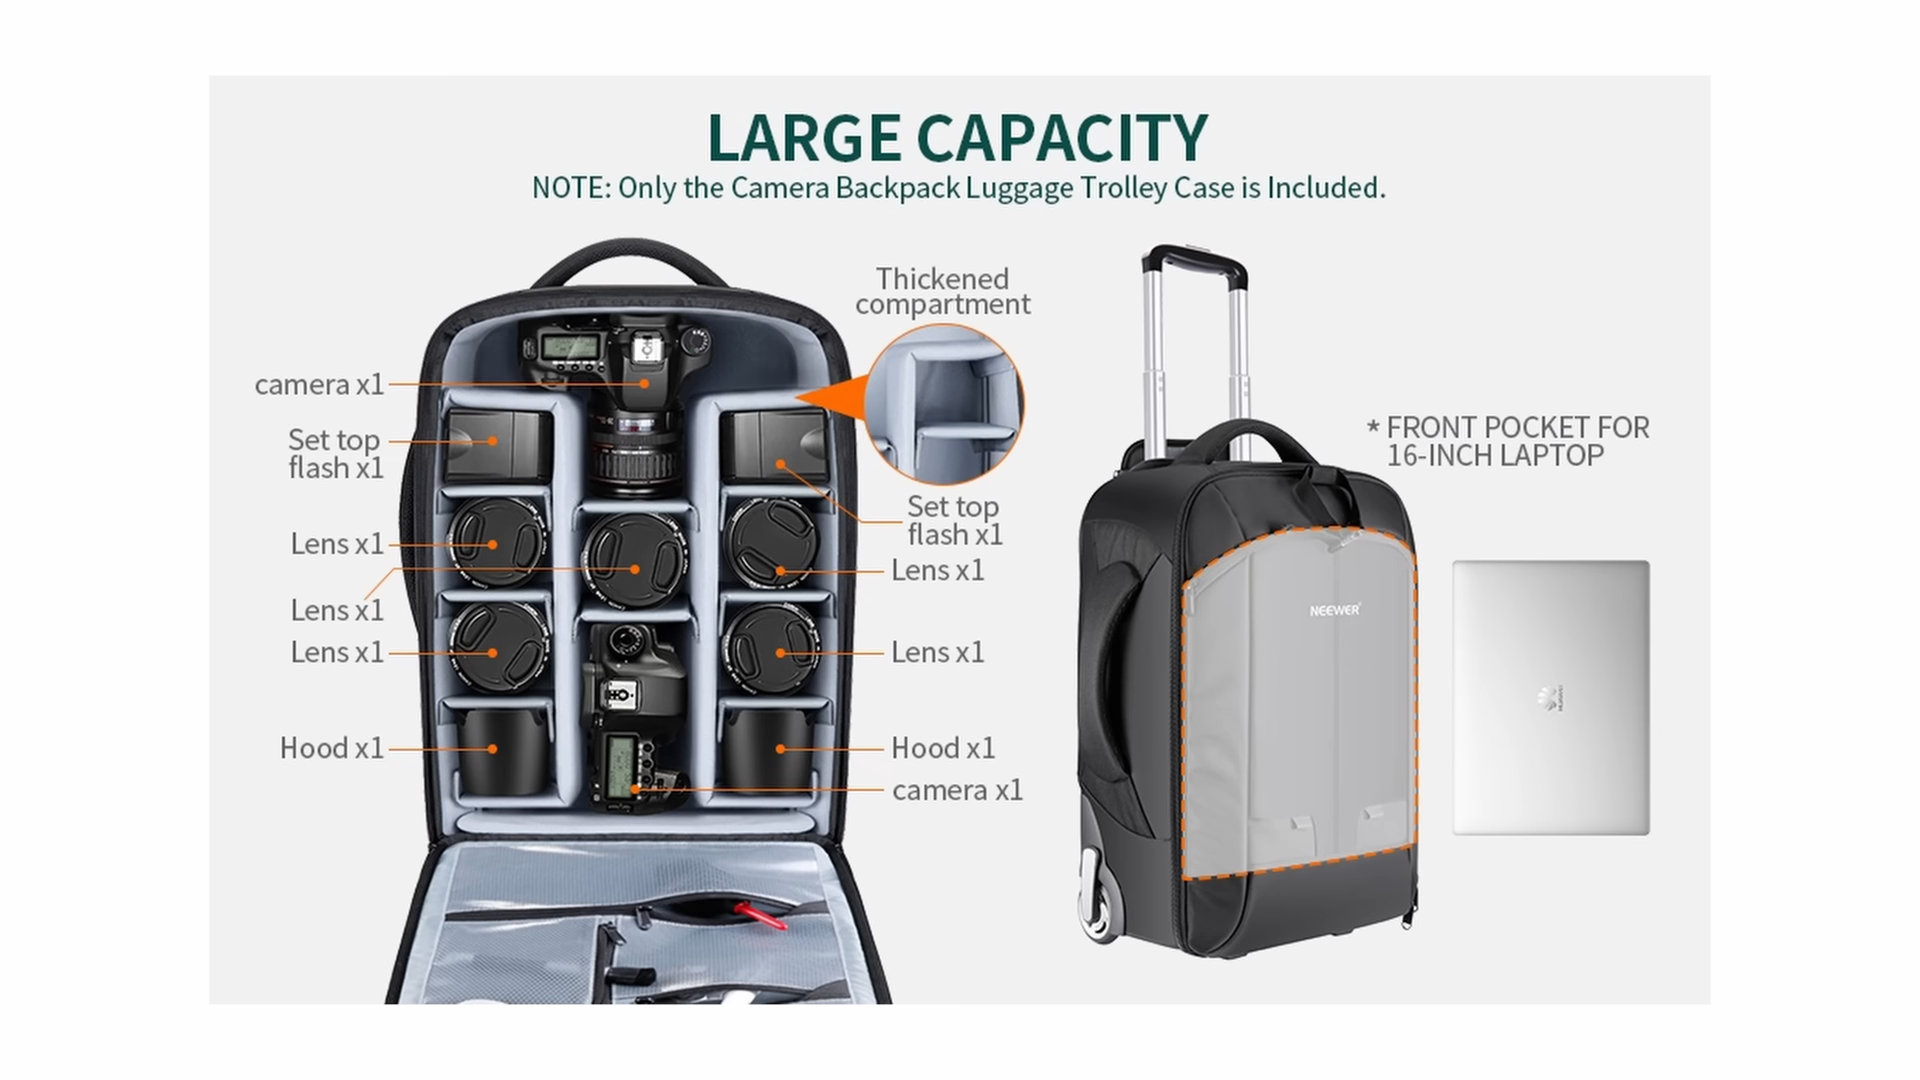 LARGE CAPACITY
NOTE: Only the Camera Backpack Luggage Trolley Case is Included.
Thickened
compartment
camera x1
Set top
flash x1
Lens x1
Lens x1
Lens x1
Hood x1
Set top
flash x1
Lens x1
Lens x1
Hood x1
camera x1
* FRONT POCKET FOR
16-INCH LAPTOP
NEEWER
HUAWEI